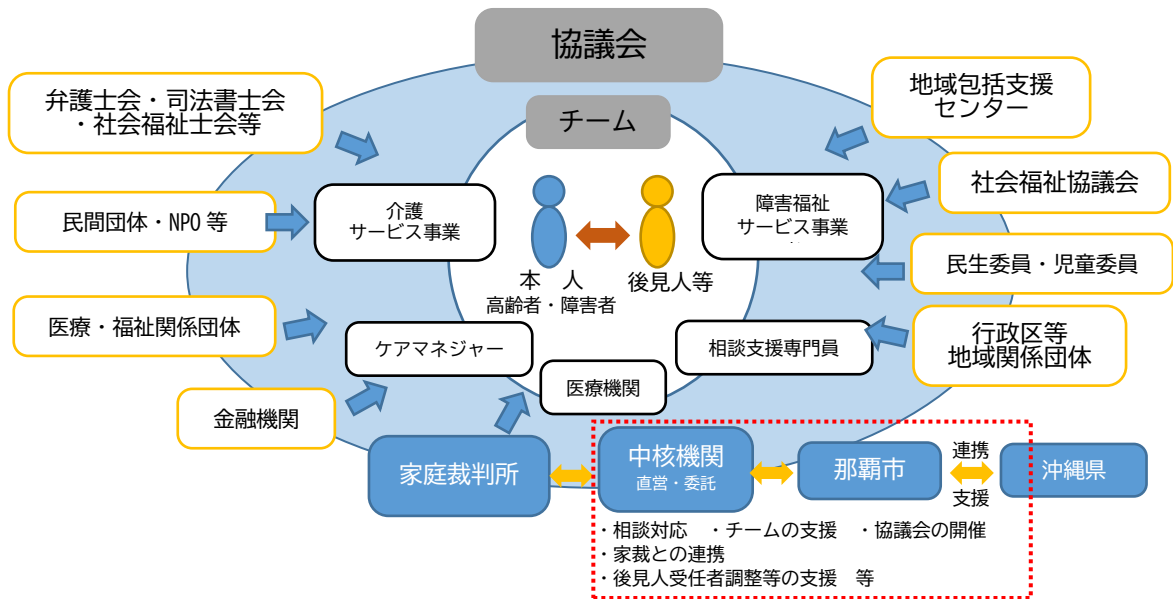 協議会
チーム
弁護士会・司法書士会
・社会福祉士会等
地域包括支援
センター
民間団体・NPO 等
社会福祉協議会
介護
サービス事業
障害福祉
サービス事業
本　人
高齢者・障害者
後見人等
民生委員・児童委員
医療・福祉関係団体
ケアマネジャー
相談支援専門員
行政区等
地域関係団体
医療機関
金融機関
家庭裁判所
中核機関
直営・委託
那覇市
連携
支援
沖縄県
・相談対応　・チームの支援　・協議会の開催
・家裁との連携
・後見人受任者調整等の支援　等